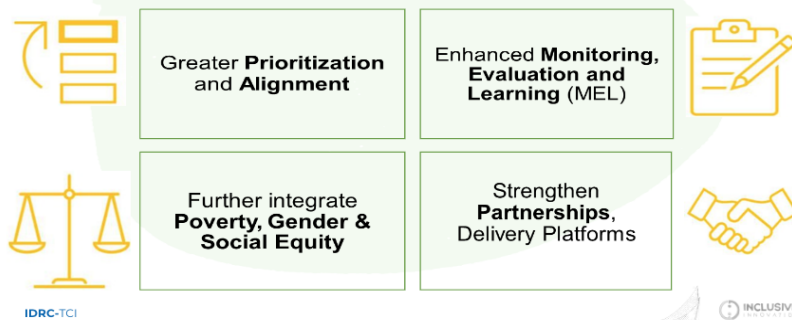 Greater Prioritization
and Alignment
Enhanced Monitoring,
Evaluation and
Learning (MEL)
Further integrate
Poverty, Gender &
Social Equity
Strengthen
Partnerships,
Delivery Platforms
IDRC-TCI